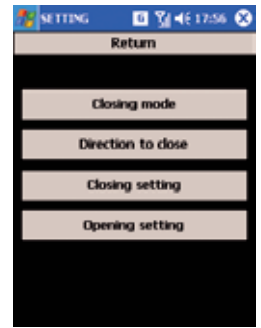 SETTING 17:56
Return
Closing mode
Direction to close
Closing setting
Opening setting